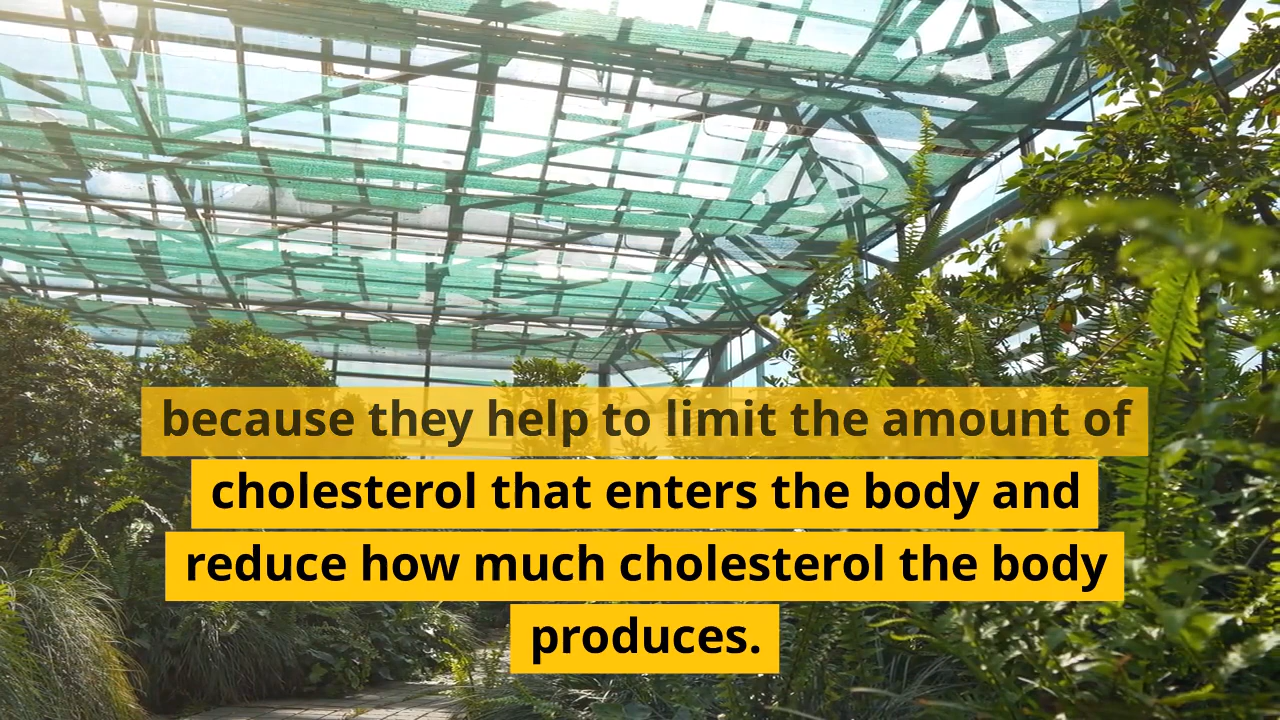 because they help to limit the amount of
cholesterol that enters the body and
reduce how much cholesterol the body
produces.